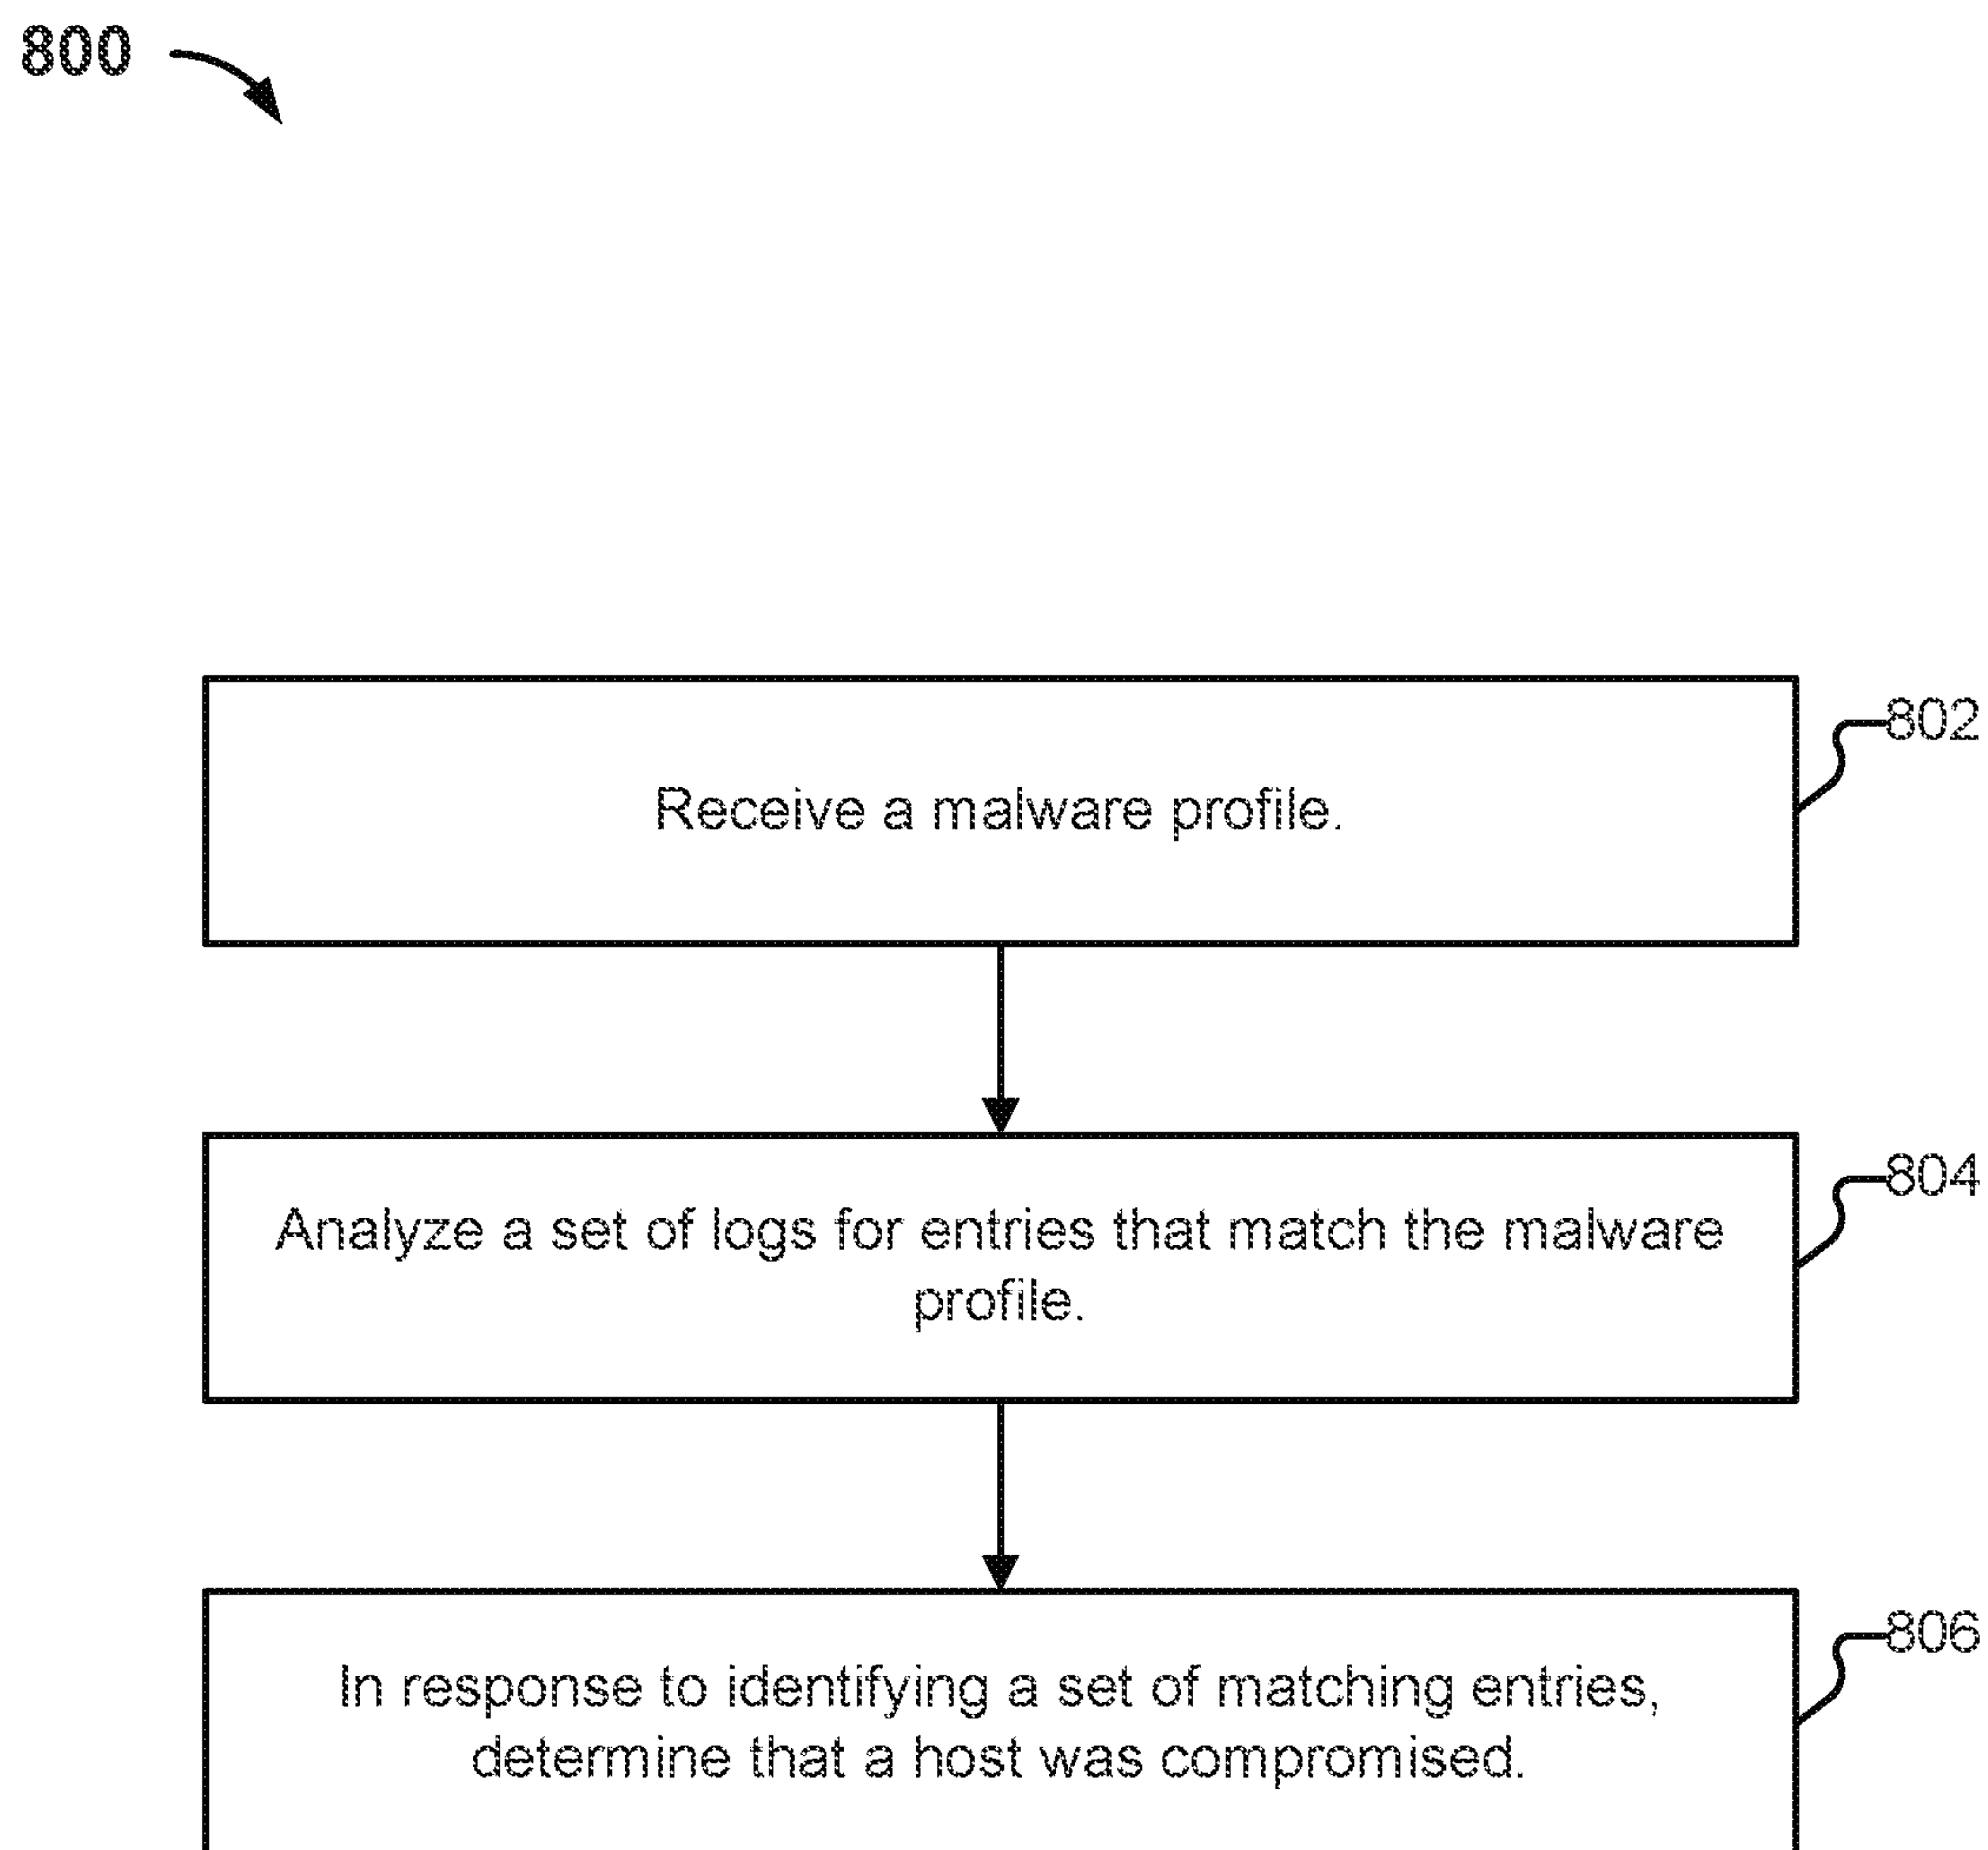 800
802
Receive a malware profile.
804
Analyze a set of logs for entries that match the malware
profile.
806
In response to identifying a set of matching entries,
determine that a host was compromised.